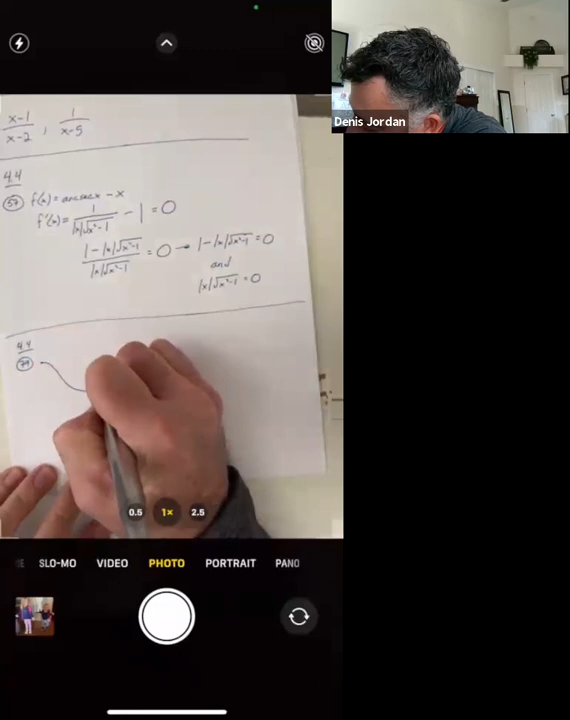 Denis Jordan
x-1 / x-2 , 1 / x-5
4.4
57 f(x) = arcsecx - x
f'(x) = 1 / |x|√x²-1 - 1 = 0
1 - |x|√x²-1 / |x|√x²-1 = 0 → 1 - |x|√x²-1 = 0
and
|x|√x²-1 = 0
4.4
0.5 1× 2.5
SLO-MO VIDEO PHOTO PORTRAIT PANO